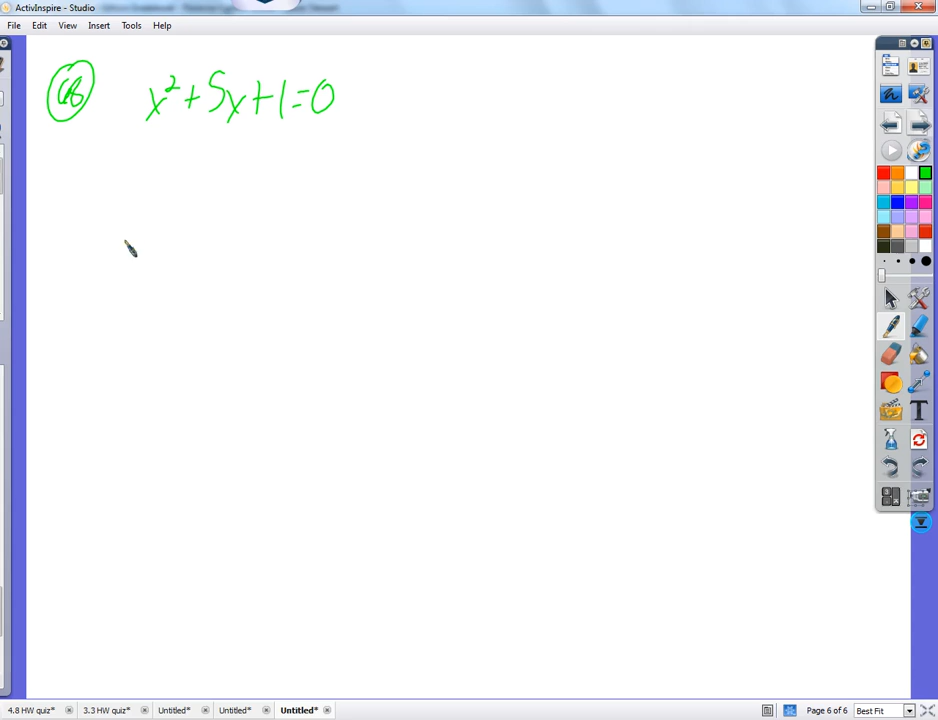 ActivInspire - Studio
File Edit View Insert Tools Help
x² + 5x + 1 = 0
4.8 HW quiz* 3.3 HW quiz* Untitled* Untitled* Untitled* Page 6 of 6 Best Fit